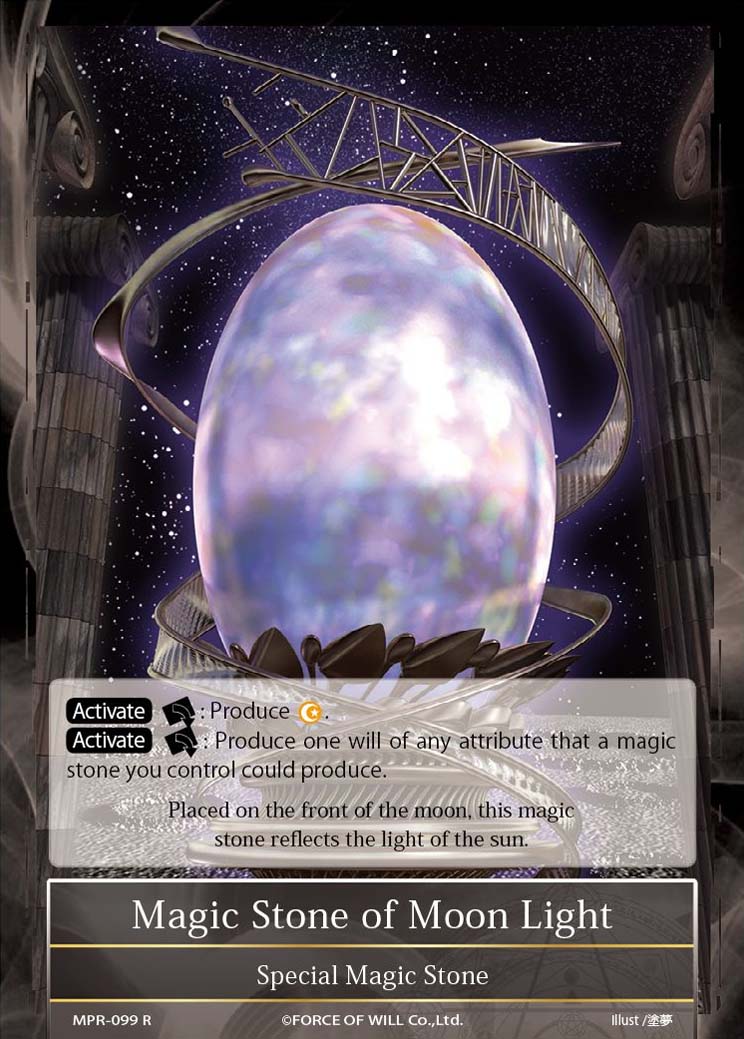 Activate : Produce .
Activate : Produce one will of any attribute that a magic
stone you control could produce.
Placed on the front of the moon, this magic
stone reflects the light of the sun.
Magic Stone of Moon Light
Special Magic Stone
MPR-099 R ©FORCE OF WILL Co.,Ltd. Illust /塗夢